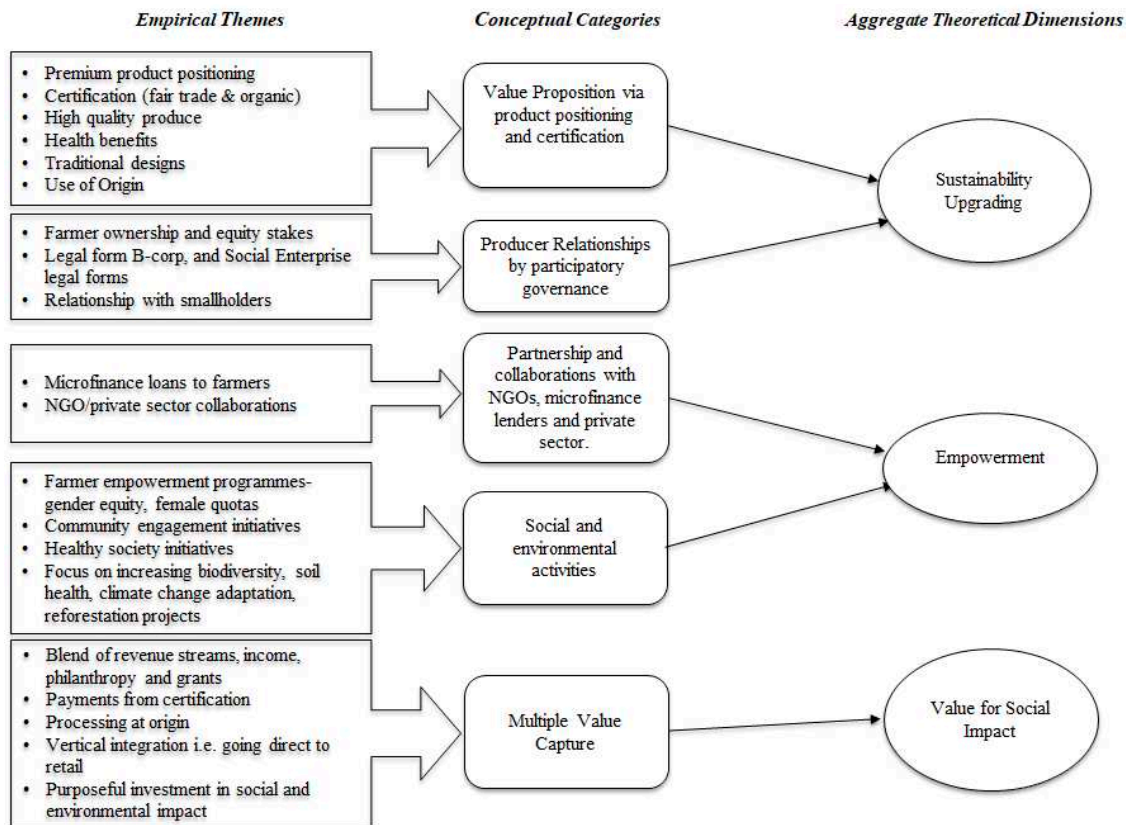 Empirical Themes
Conceptual Categories
Aggregate Theoretical Dimensions
• Premium product positioning
• Certification (fair trade & organic)
• High quality produce
• Health benefits
• Traditional designs
• Use of Origin
Value Proposition via
product positioning
and certification
Sustainability
Upgrading
• Farmer ownership and equity stakes
• Legal form B-corp, and Social Enterprise
legal forms
• Relationship with smallholders
Producer Relationships
by participatory
governance
• Microfinance loans to farmers
• NGO/private sector collaborations
Partnership and
collaborations with
NGOs, microfinance
lenders and private
sector.
Empowerment
• Farmer empowerment programmes-
gender equity, female quotas
• Community engagement initiatives
• Healthy society initiatives
• Focus on increasing biodiversity, soil
health, climate change adaptation,
reforestation projects
Social and
environmental
activities
• Blend of revenue streams, income,
philanthropy and grants
• Payments from certification
• Processing at origin
• Vertical integration i.e. going direct to
retail
• Purposeful investment in social and
environmental impact
Multiple Value
Capture
Value for Social
Impact